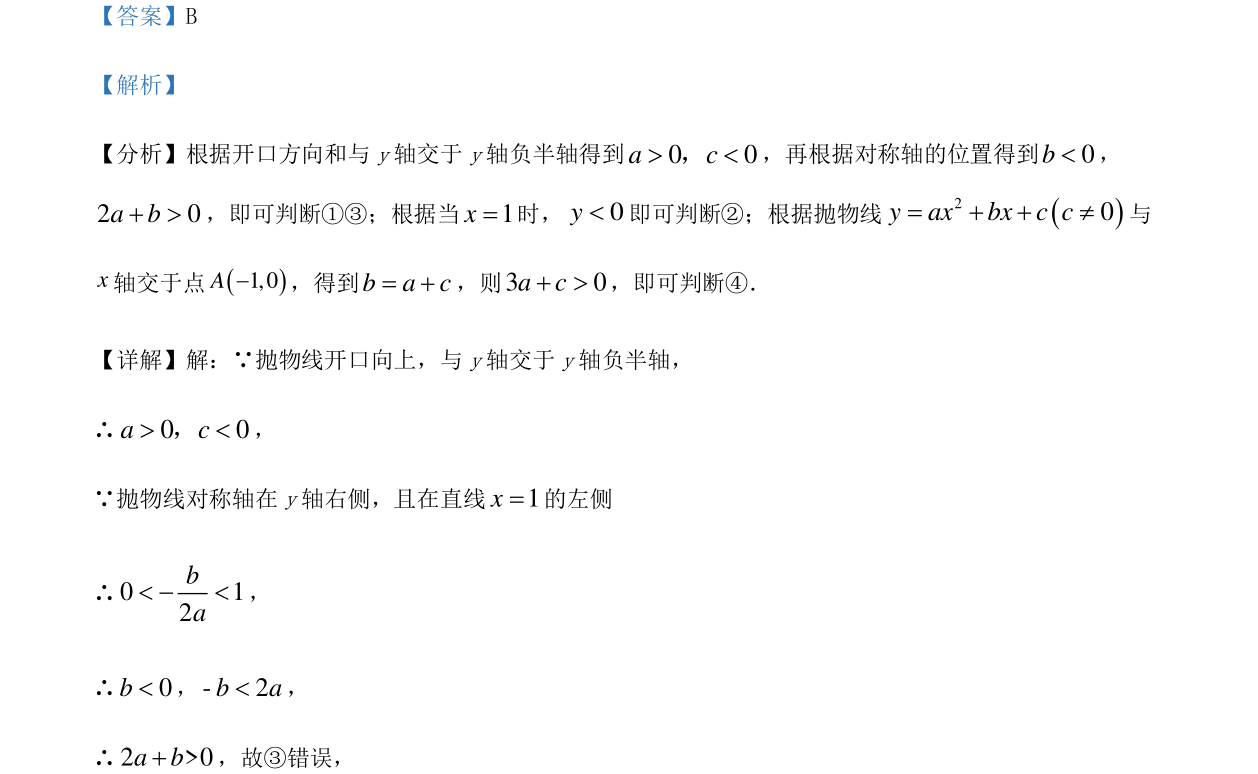 【答案】B
【解析】
【分析】根据开口方向和与 y 轴交于 y 轴负半轴得到 a > 0，c < 0，再根据对称轴的位置得到 b < 0，
2a + b > 0，即可判断①③；根据当 x = 1 时， y < 0 即可判断②；根据抛物线 y = ax² + bx + c (c ≠ 0) 与
x 轴交于点 A(−1,0)，得到 b = a + c，则 3a + c > 0，即可判断④．
【详解】解：∵抛物线开口向上，与 y 轴交于 y 轴负半轴，
∴ a > 0，c < 0，
∵抛物线对称轴在 y 轴右侧，且在直线 x = 1 的左侧
∴ 0 < − b/2a < 1，
∴ b < 0，- b < 2a，
∴ 2a + b>0，故③错误，